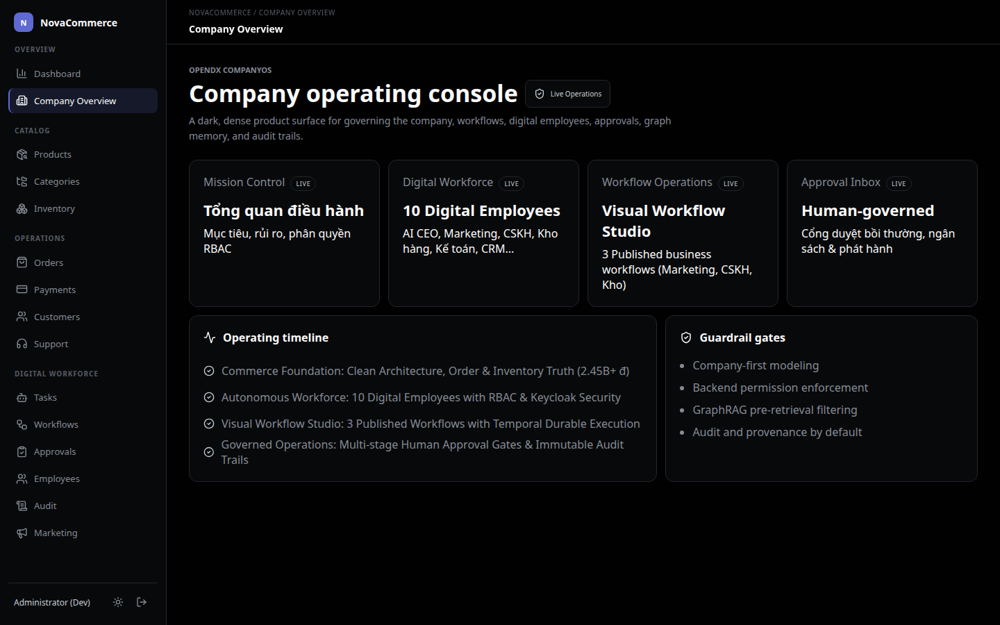 N
NovaCommerce
OVERVIEW
Dashboard
Company Overview
CATALOG
Products
Categories
Inventory
OPERATIONS
Orders
Payments
Customers
Support
DIGITAL WORKFORCE
Tasks
Workflows
Approvals
Employees
Audit
Marketing
Administrator (Dev)
NOVACOMMERCE / COMPANY OVERVIEW
Company Overview
OPENDX COMPANYOS
Company operating console
Live Operations
A dark, dense product surface for governing the company, workflows, digital employees, approvals, graph
memory, and audit trails.
Mission Control LIVE
Tổng quan điều hành
Mục tiêu, rủi ro, phân quyền
RBAC
Digital Workforce LIVE
10 Digital Employees
AI CEO, Marketing, CSKH, Kho
hàng, Kế toán, CRM...
Workflow Operations LIVE
Visual Workflow
Studio
3 Published business
workflows (Marketing, CSKH,
Kho)
Approval Inbox LIVE
Human-governed
Cổng duyệt bồi thường, ngân
sách & phát hành
Operating timeline
Commerce Foundation: Clean Architecture, Order & Inventory Truth (2.45B+ đ)
Autonomous Workforce: 10 Digital Employees with RBAC & Keycloak Security
Visual Workflow Studio: 3 Published Workflows with Temporal Durable Execution
Governed Operations: Multi-stage Human Approval Gates & Immutable Audit
Trails
Guardrail gates
Company-first modeling
Backend permission enforcement
GraphRAG pre-retrieval filtering
Audit and provenance by default